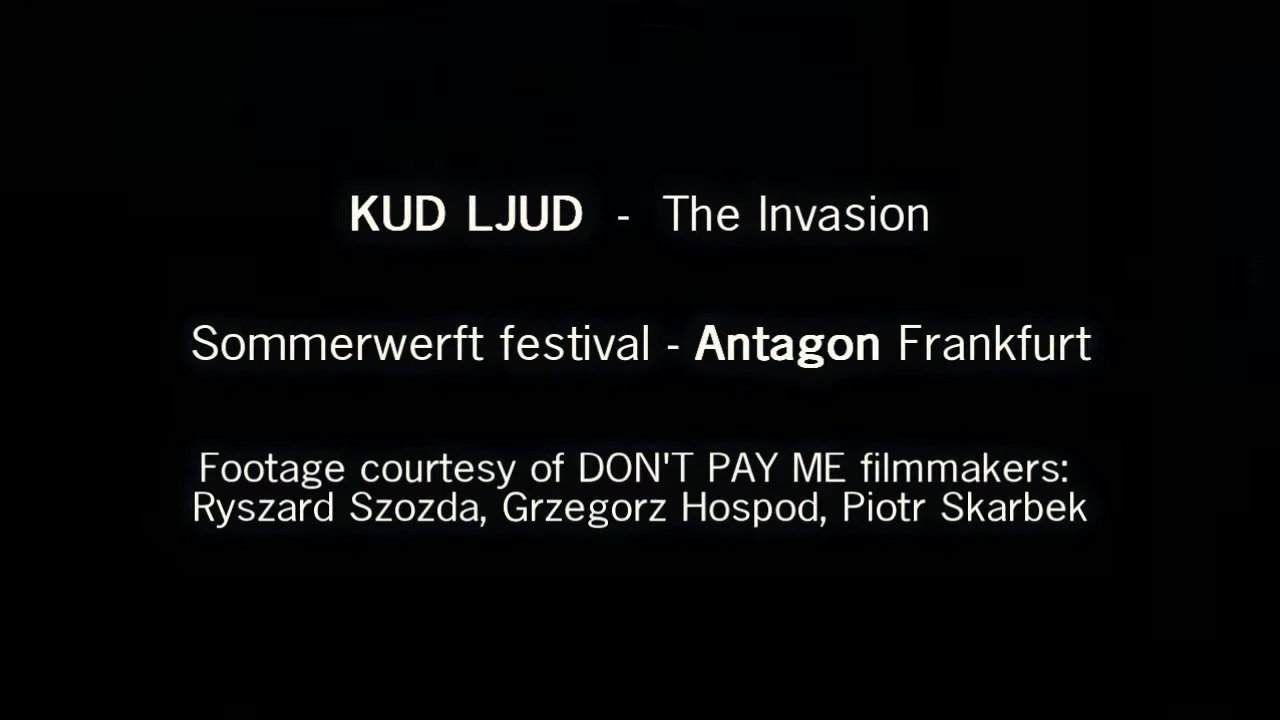 KUD LJUD - The Invasion
Sommerwerft festival - Antagon Frankfurt
Footage courtesy of DON'T PAY ME filmmakers:
Ryszard Szozda, Grzegorz Hospod, Piotr Skarbek